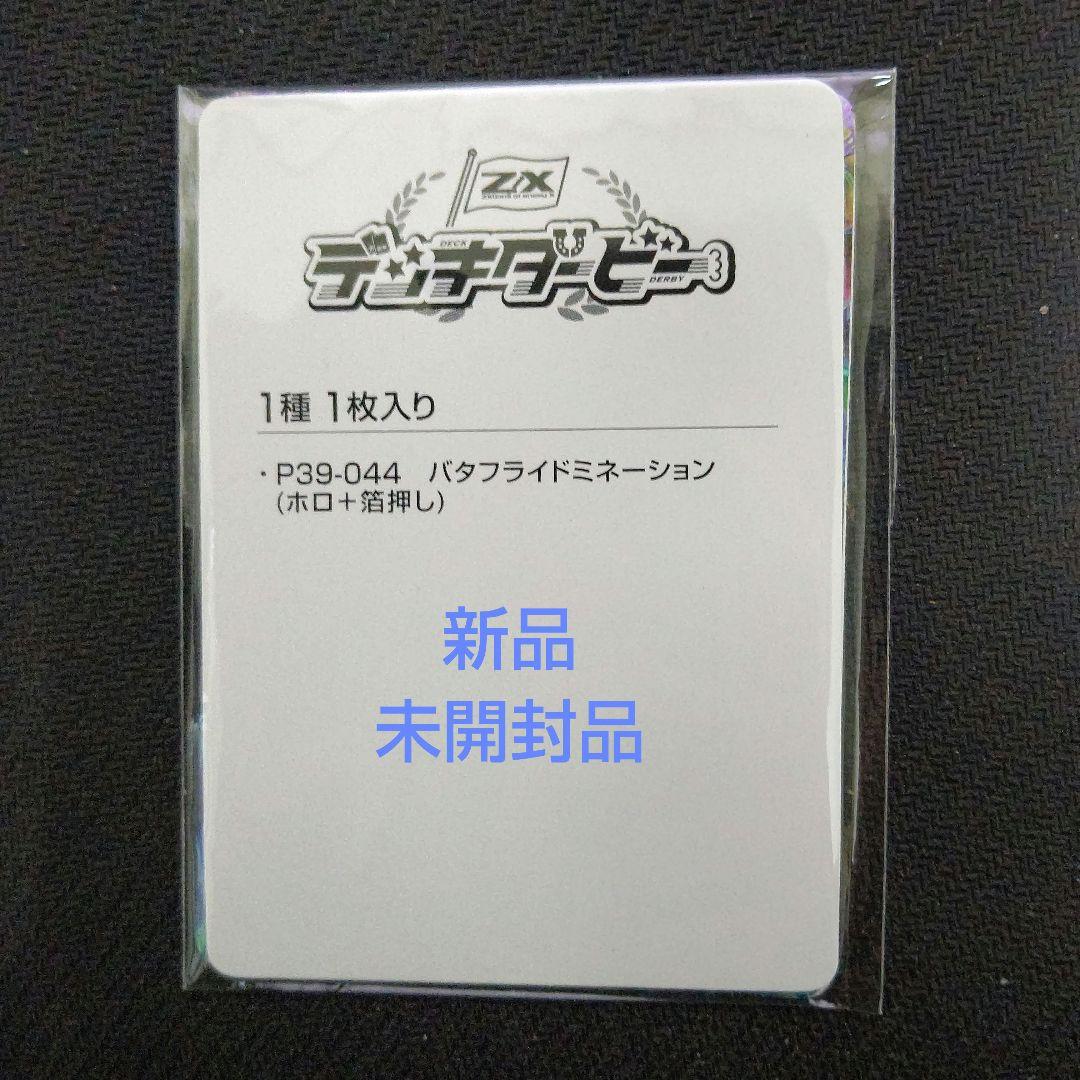 Z/X
DECK
デッキダービー
DERBY
1種 1枚入り
・P39-044 バタフライドミネーション
(ホロ＋箔押し)
新品
未開封品